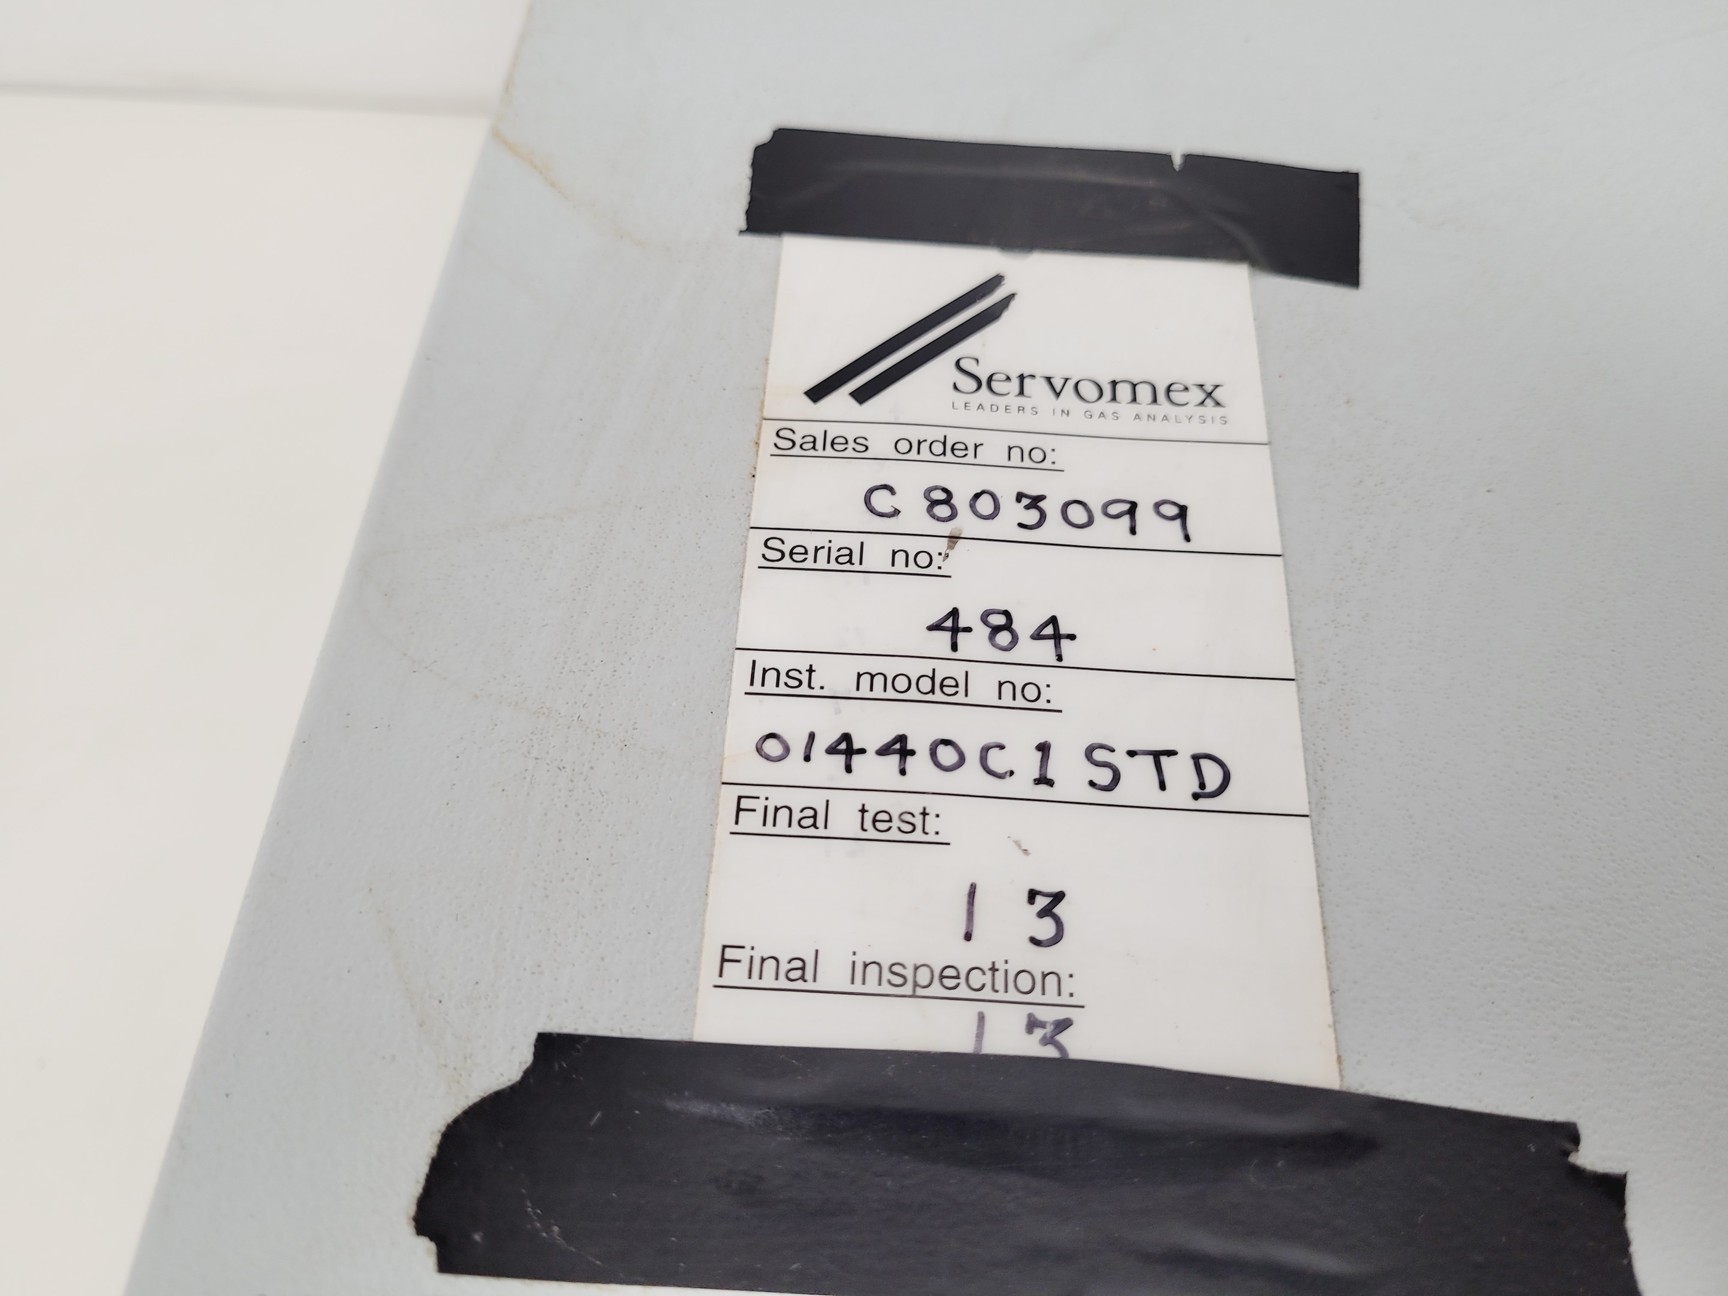 Servomex
LEADERS IN GAS ANALYSIS
Sales order no:
C803099
Serial no:
484
Inst. model no:
01440C1STD
Final test:
13
Final inspection:
13